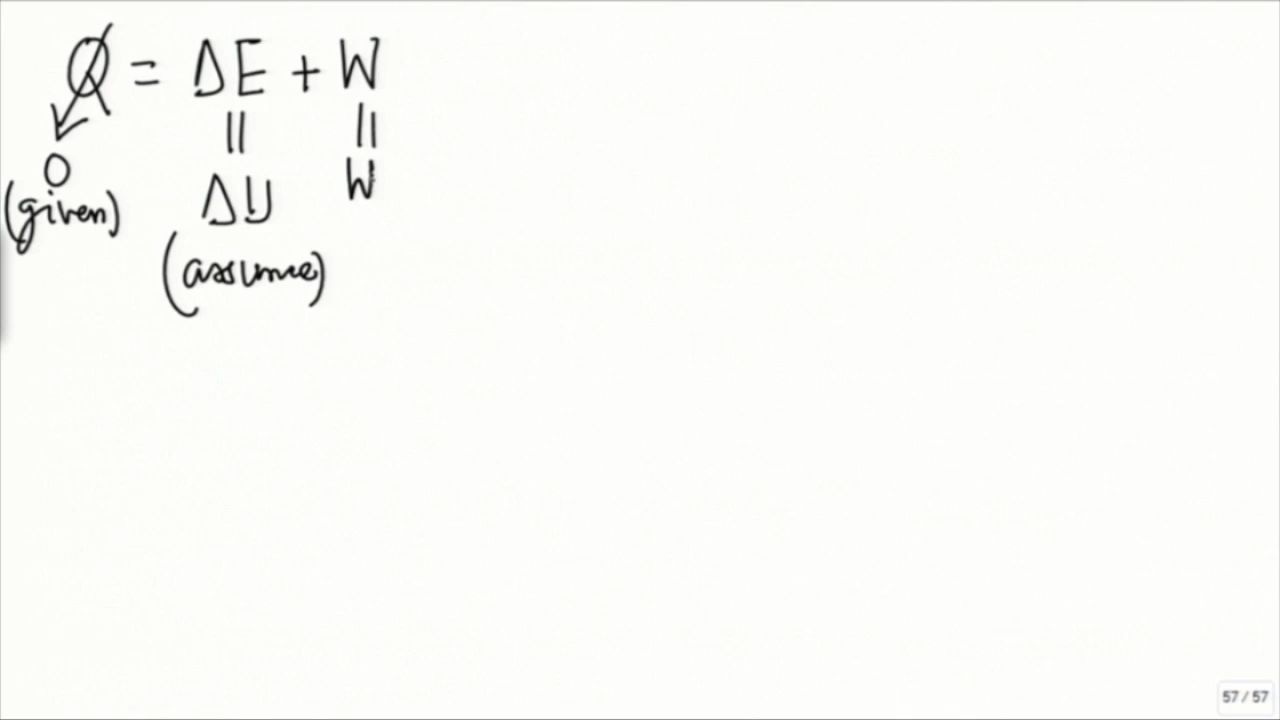 Q = ΔE + W
|| ||
0 ΔU W
(given)
(assume)
57 / 57